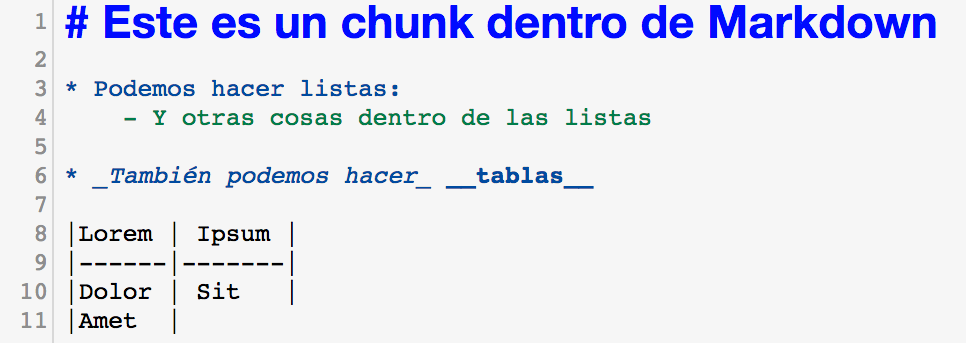 1 # Este es un chunk dentro de Markdown
2
3 * Podemos hacer listas:
4     - Y otras cosas dentro de las listas
5
6 * _También podemos hacer_ __tablas__
7
8 |Lorem | Ipsum |
9 |------|-------|
10 |Dolor | Sit   |
11 |Amet  |